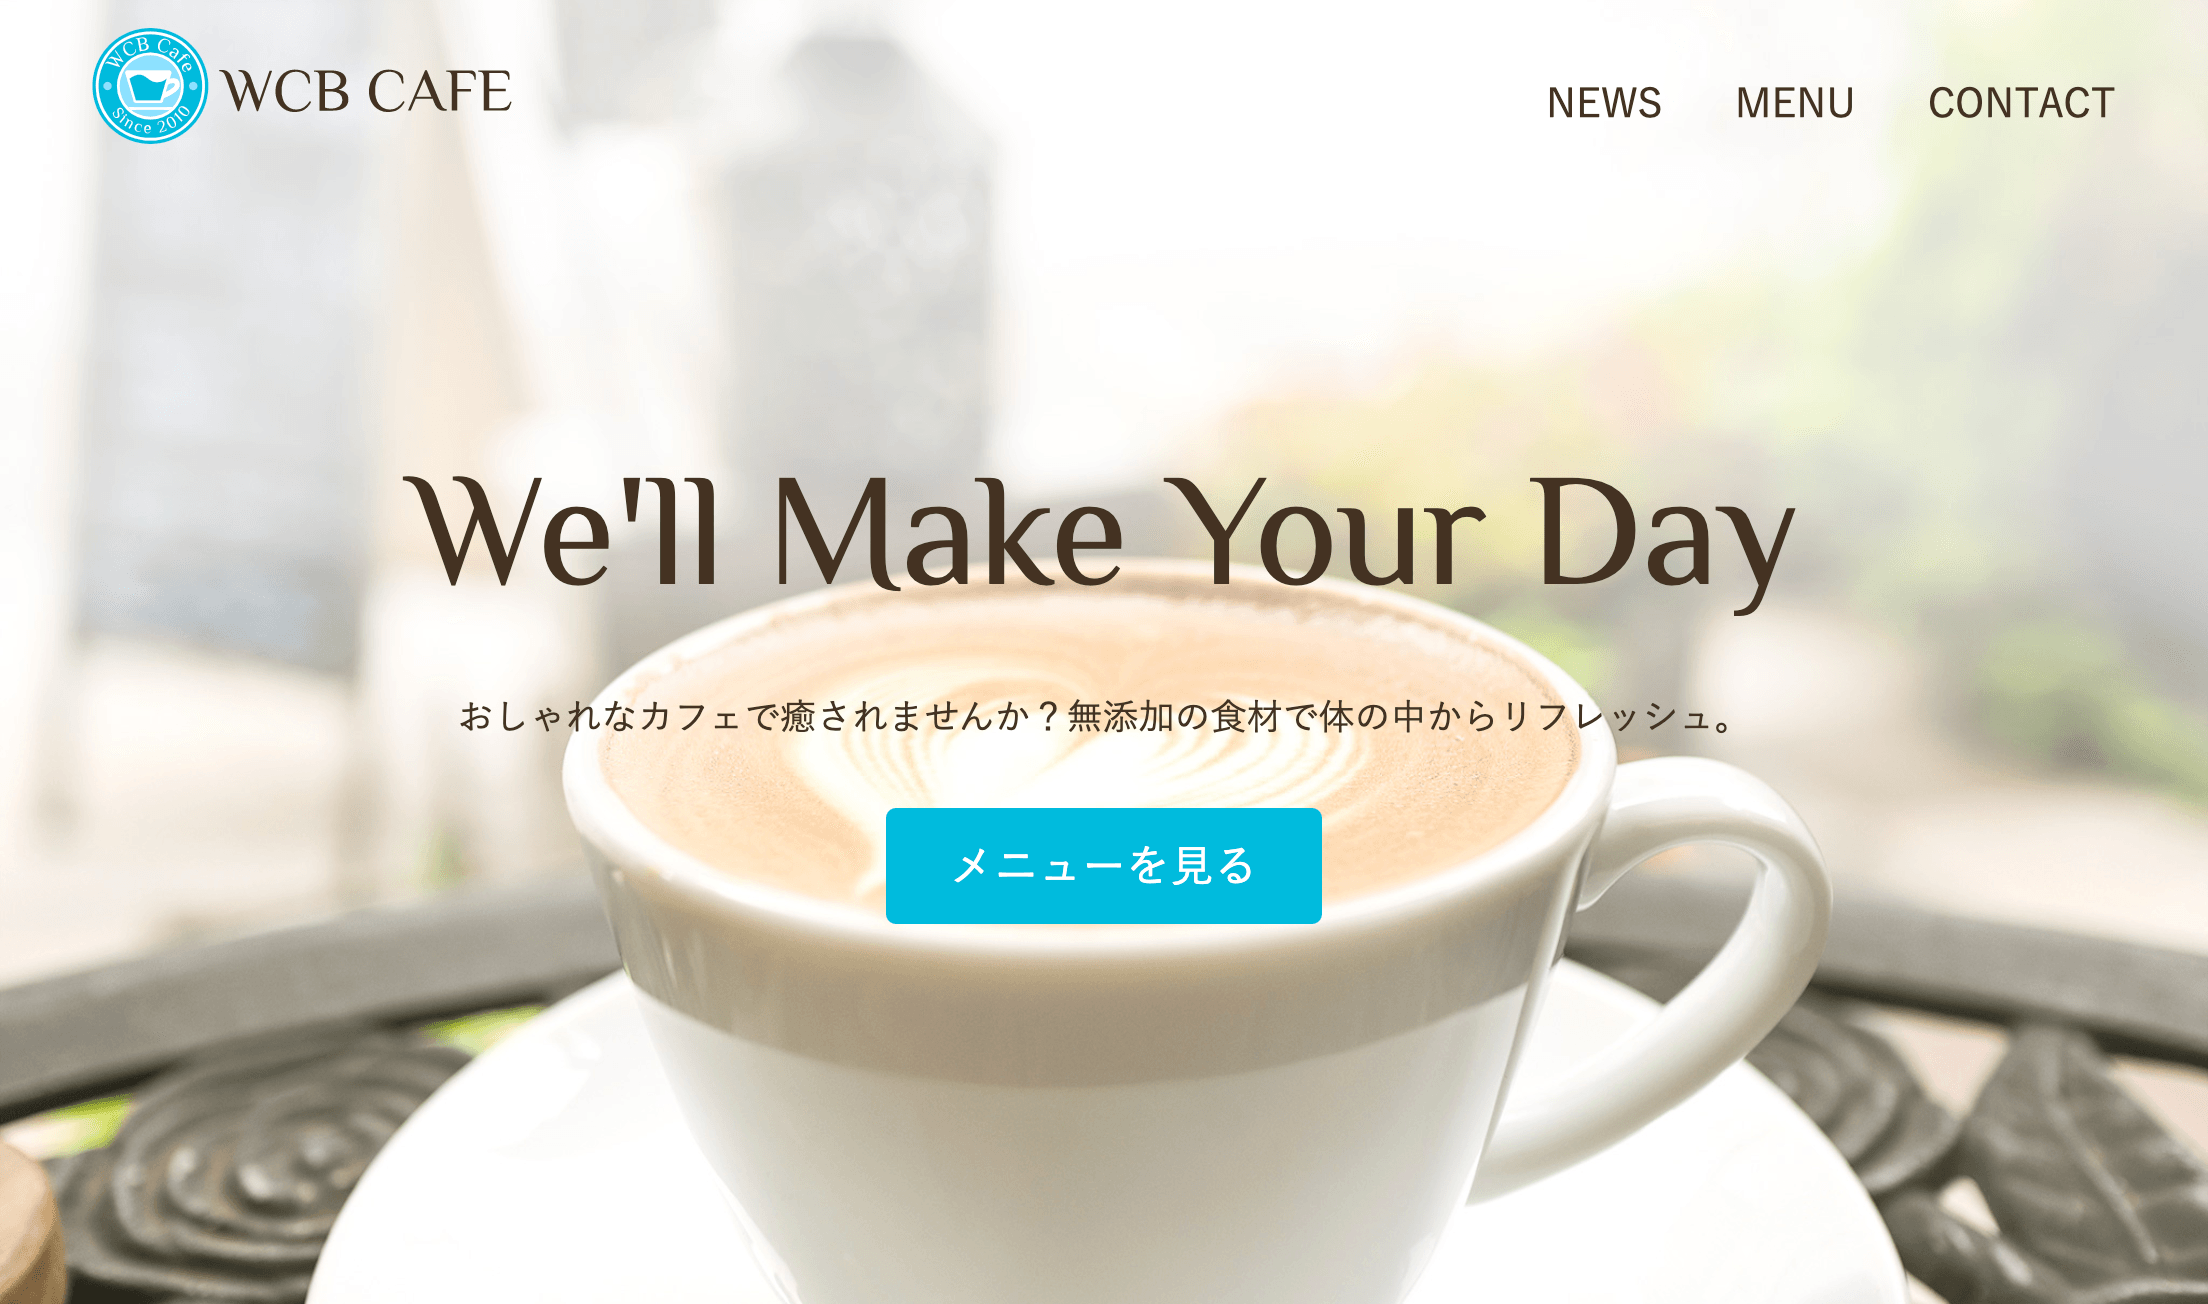 WCB Cafe
Since 2010
WCB CAFE
NEWS MENU CONTACT
We'll Make Your Day
おしゃれなカフェで癒されませんか？無添加の食材で体の中からリフレッシュ。
メニューを見る